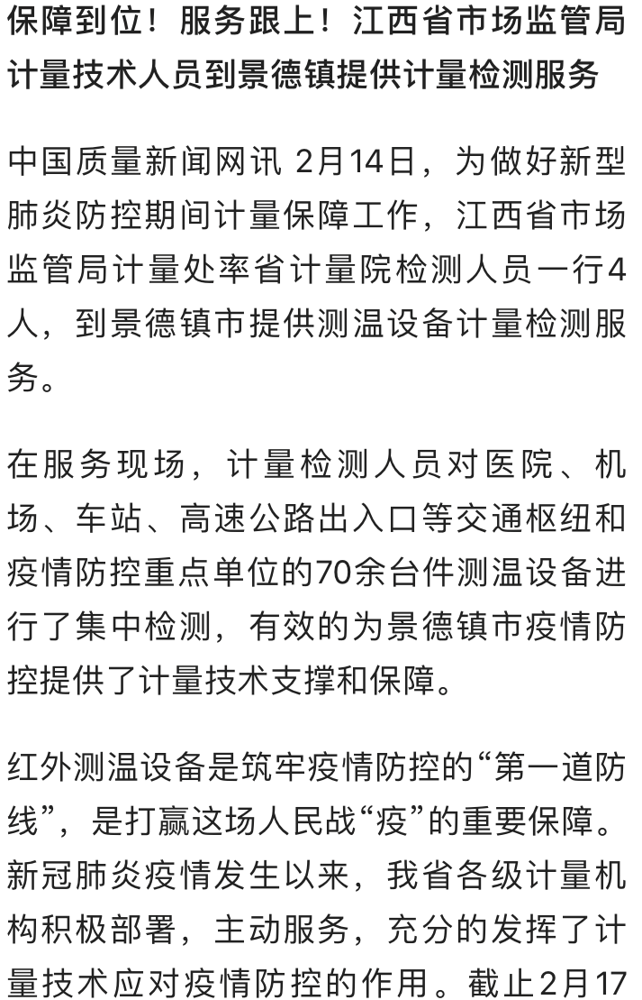 保障到位！服务跟上！江西省市场监管局
计量技术人员到景德镇提供计量检测服务
中国质量新闻网讯 2月14日，为做好新型
肺炎防控期间计量保障工作，江西省市场
监管局计量处率省计量院检测人员一行4
人，到景德镇市提供测温设备计量检测服
务。
在服务现场，计量检测人员对医院、机
场、车站、高速公路出入口等交通枢纽和
疫情防控重点单位的70余台件测温设备进
行了集中检测，有效的为景德镇市疫情防
控提供了计量技术支撑和保障。
红外测温设备是筑牢疫情防控的“第一道防
线”，是打赢这场人民战“疫”的重要保障。
新冠肺炎疫情发生以来，我省各级计量机
构积极部署，主动服务，充分的发挥了计
量技术应对疫情防控的作用。截止2月17